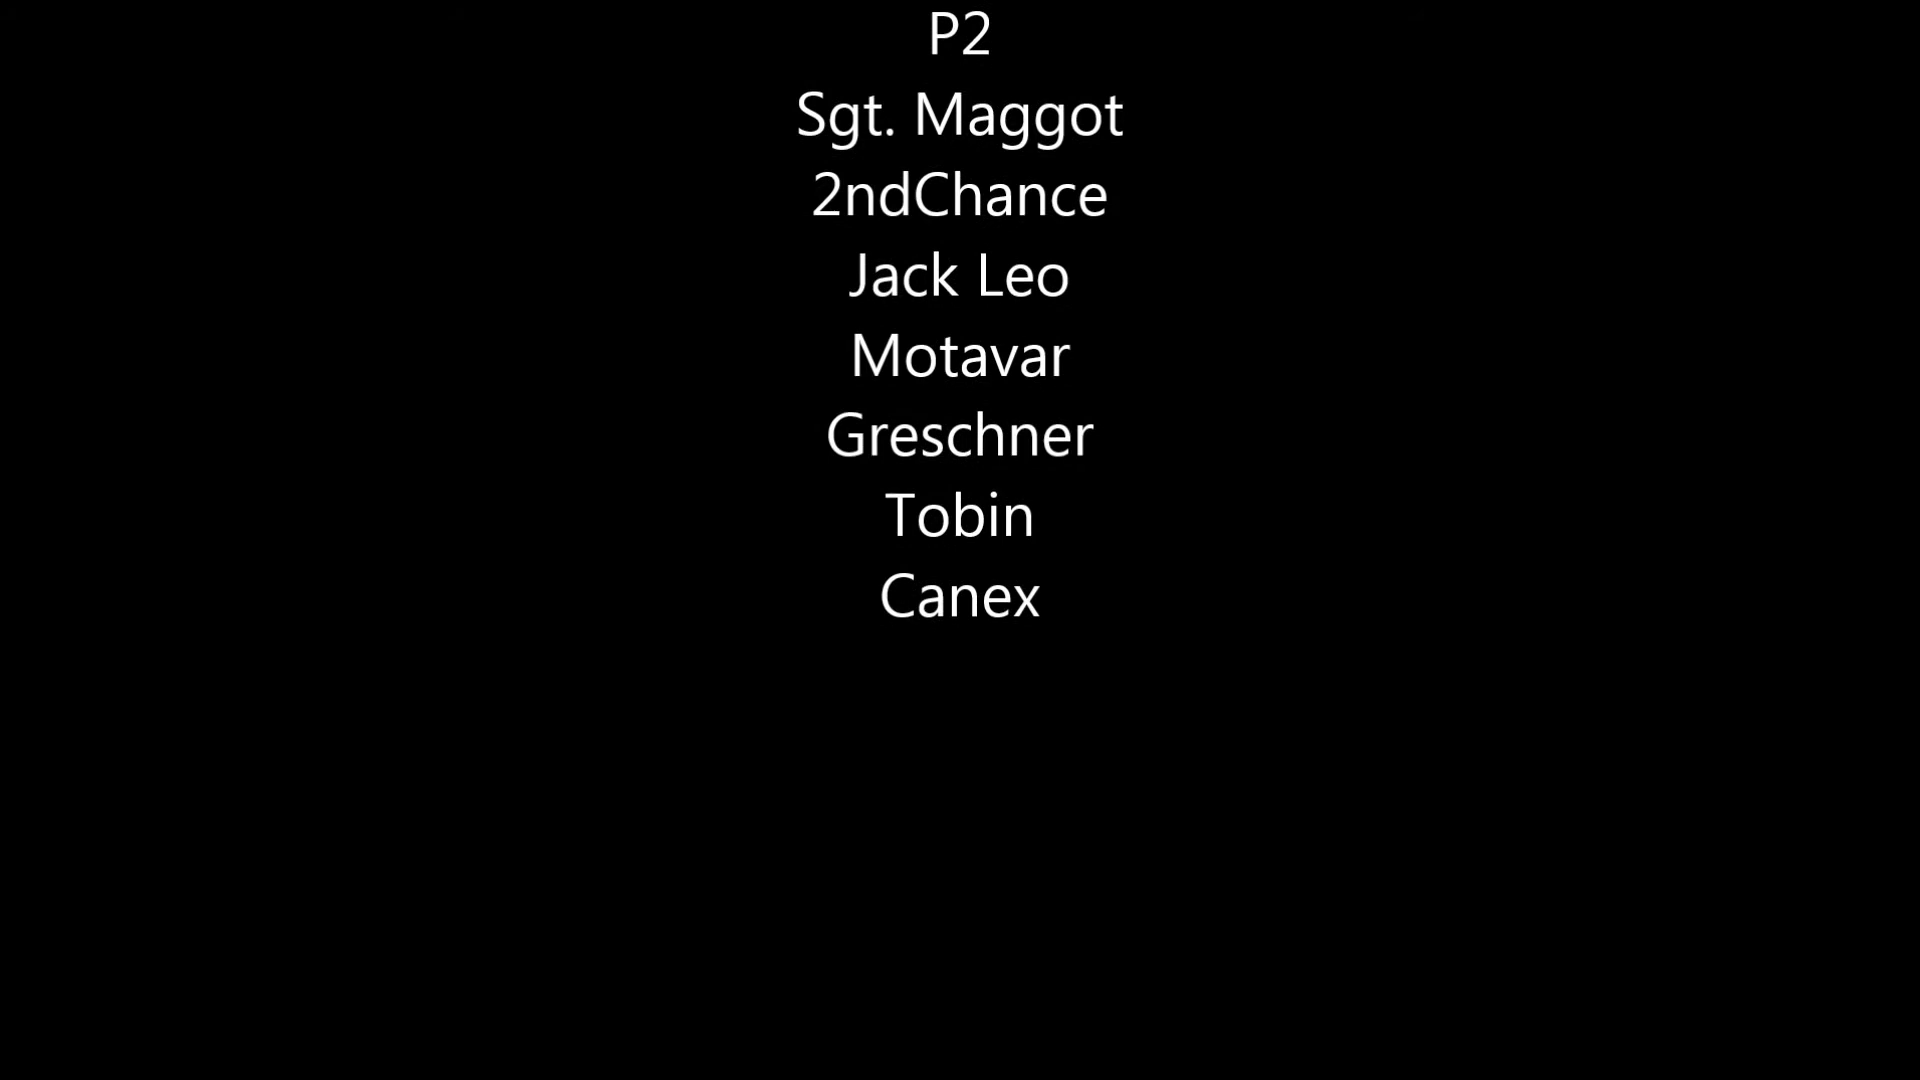 P2
Sgt. Maggot
2ndChance
Jack Leo
Motavar
Greschner
Tobin
Canex